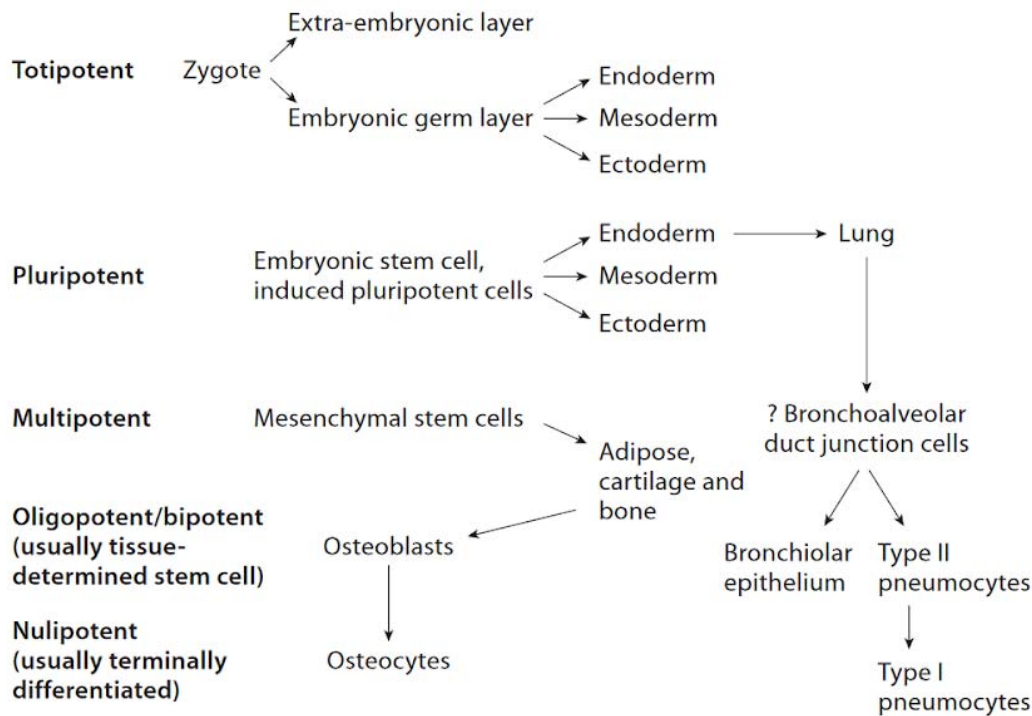 Extra-embryonic layer
Totipotent
Zygote
Endoderm
Embryonic germ layer
Mesoderm
Ectoderm
Endoderm
Lung
Pluripotent
Embryonic stem cell,
induced pluripotent cells
Mesoderm
Ectoderm
Multipotent
Mesenchymal stem cells
? Bronchoalveolar
duct junction cells
Adipose,
cartilage and
bone
Oligopotent/bipotent
(usually tissue-
determined stem cell)
Osteoblasts
Bronchiolar
epithelium
Type II
pneumocytes
Nulipotent
(usually terminally
differentiated)
Osteocytes
Type I
pneumocytes